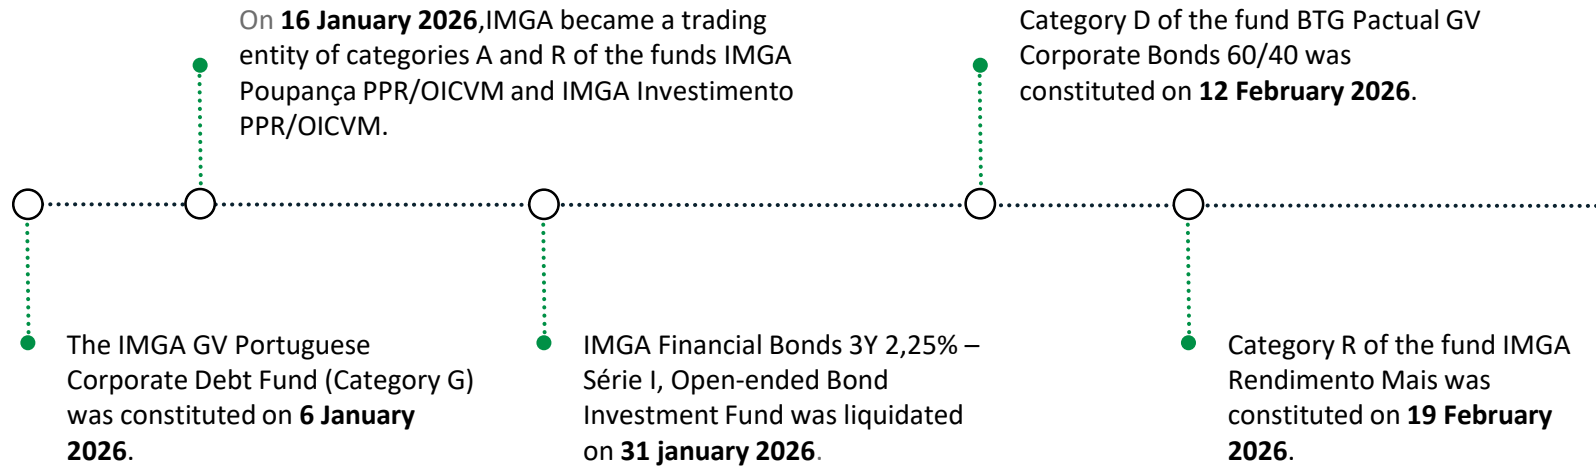 On 16 January 2026,IMGA became a trading
entity of categories A and R of the funds IMGA
Poupança PPR/OICVM and IMGA Investimento
PPR/OICVM.
Category D of the fund BTG Pactual GV
Corporate Bonds 60/40 was
constituted on 12 February 2026.
The IMGA GV Portuguese
Corporate Debt Fund (Category G)
was constituted on 6 January
2026.
IMGA Financial Bonds 3Y 2,25% –
Série I, Open-ended Bond
Investment Fund was liquidated
on 31 january 2026.
Category R of the fund IMGA
Rendimento Mais was
constituted on 19 February
2026.